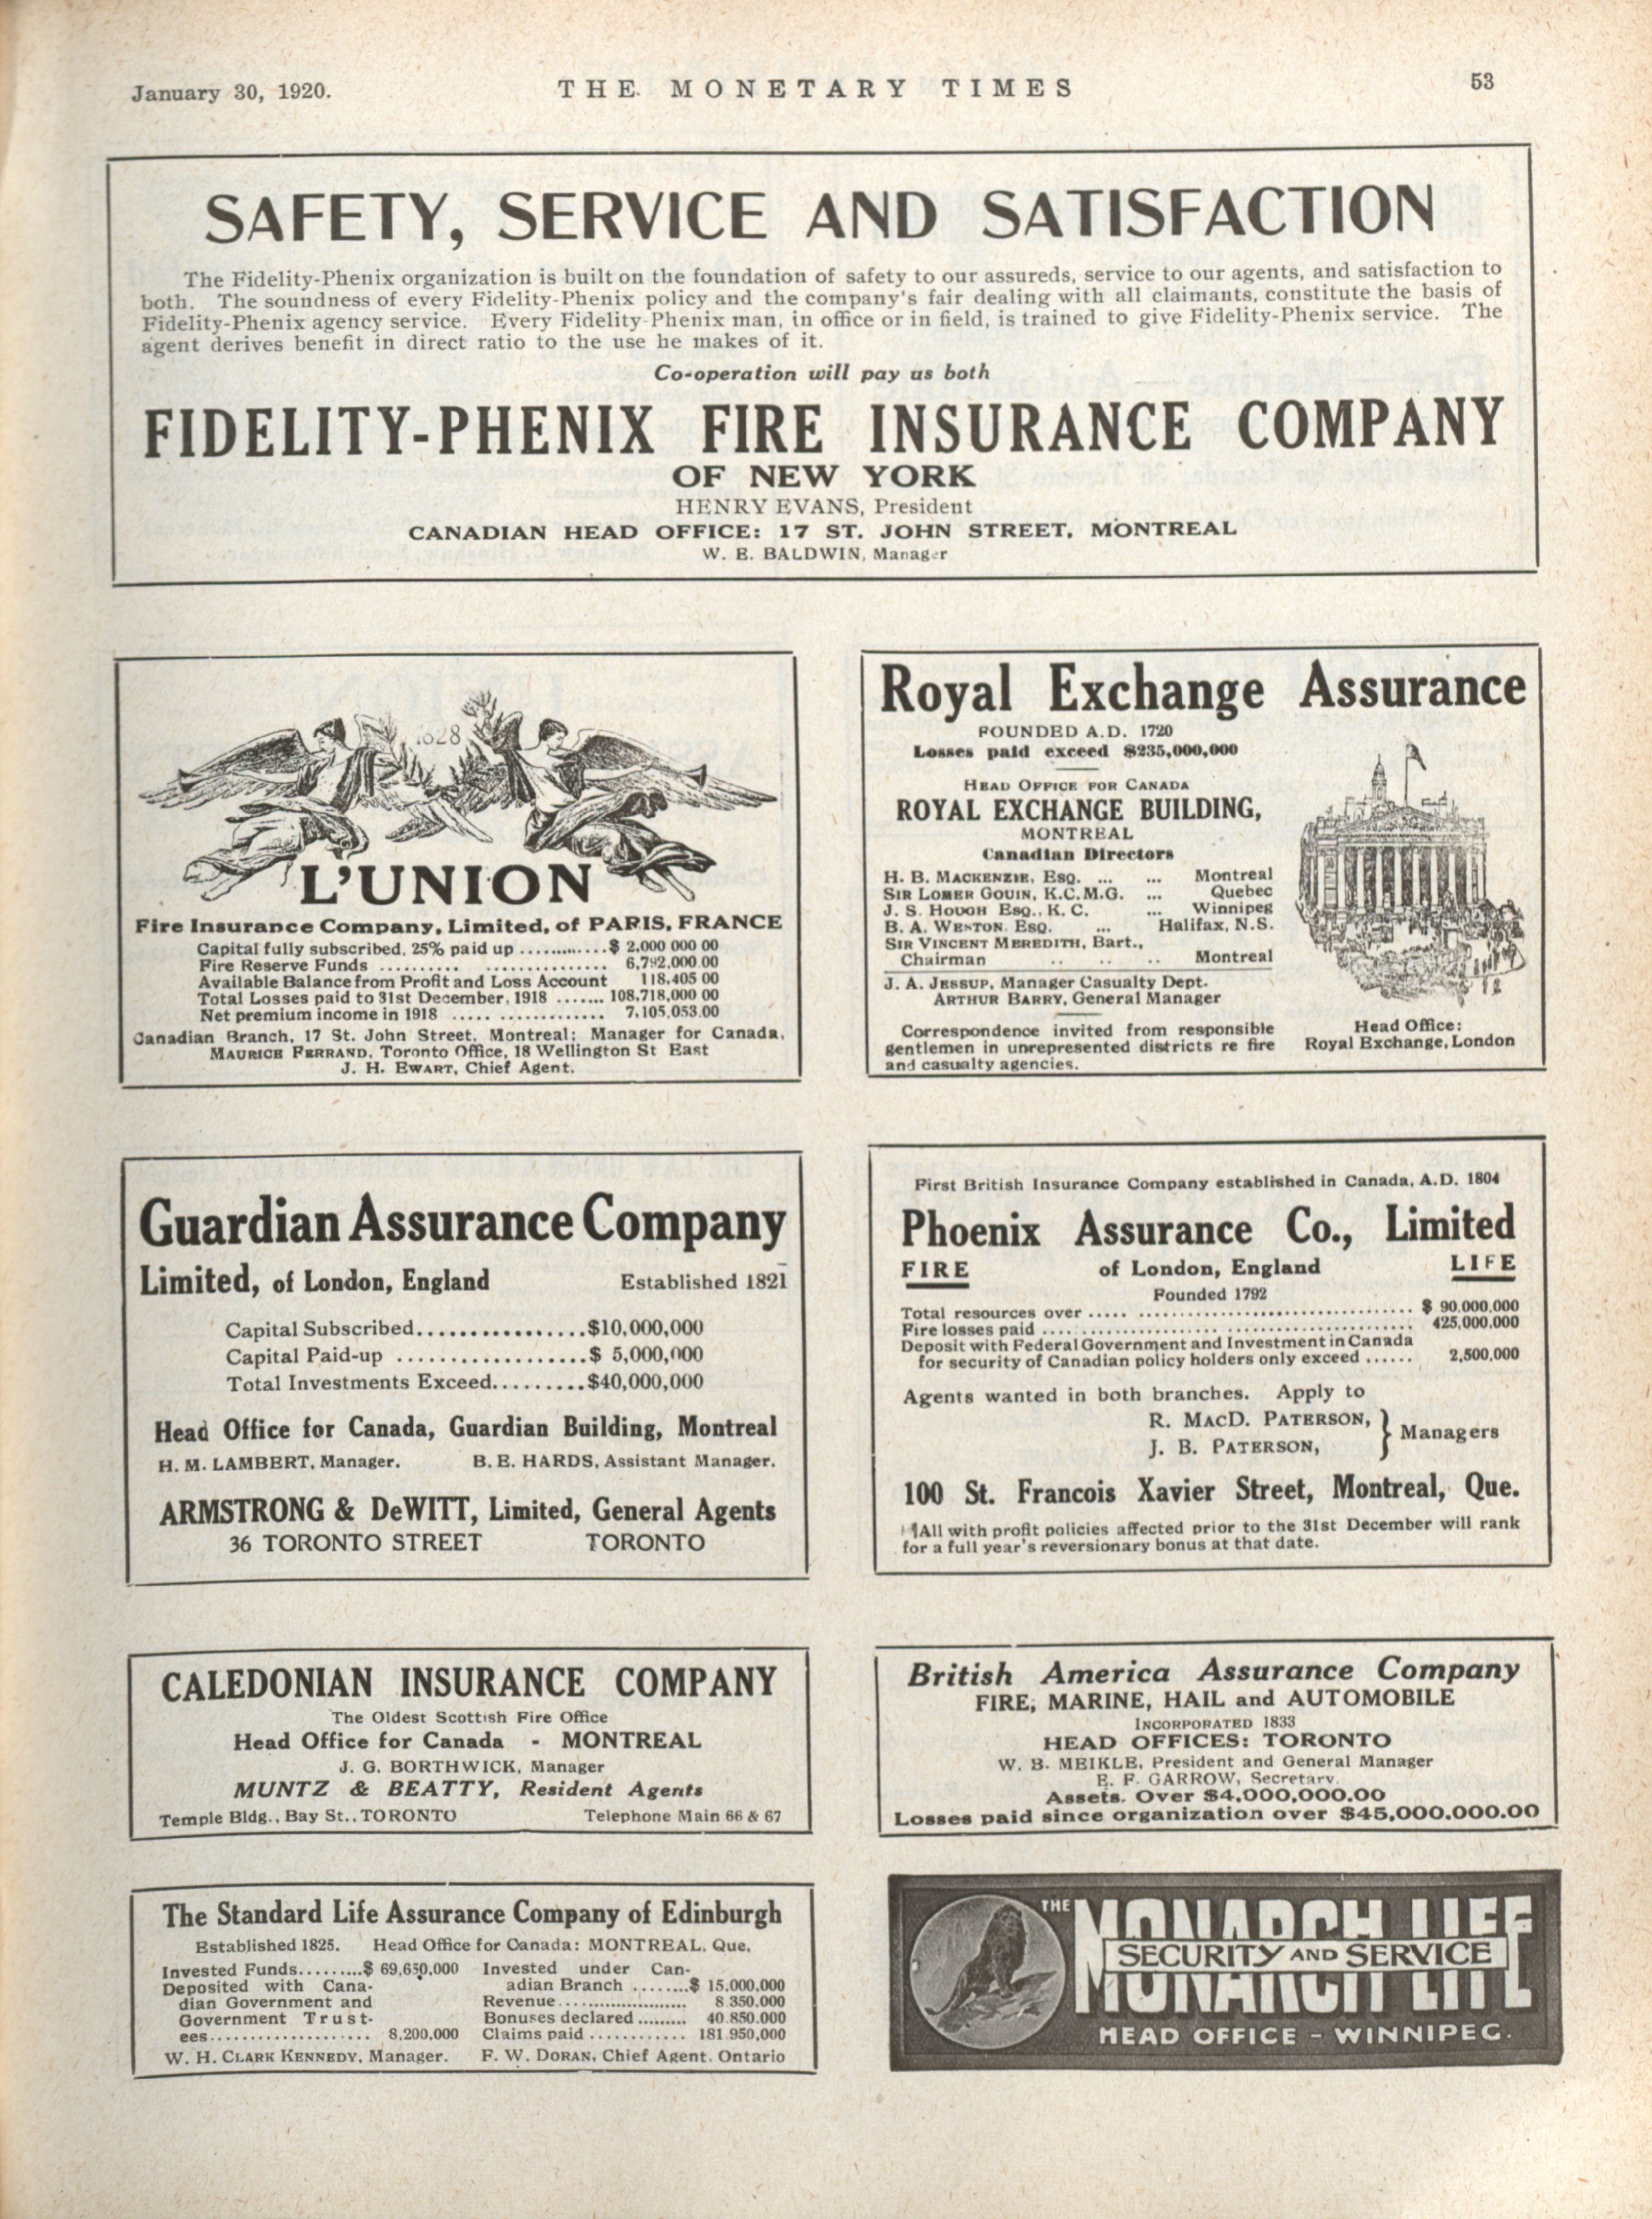 January 30, 1920.
THE MONETARY TIMES
53
SAFETY, SERVICE AND SATISFACTION
The Fidelity-Phenix organization is built on the foundation of safety to our assureds, service to our agents, and satisfaction to
both. The soundness of every Fidelity-Phenix policy and the company's fair dealing with all claimants, constitute the basis of
Fidelity-Phenix agency service. Every Fidelity-Phenix man, in office or in field, is trained to give Fidelity-Phenix service. The
agent derives benefit in direct ratio to the use he makes of it.
Co-operation will pay us both
FIDELITY-PHENIX FIRE INSURANCE COMPANY
OF NEW YORK
HENRY EVANS, President
CANADIAN HEAD OFFICE: 17 ST. JOHN STREET, MONTREAL
W. E. BALDWIN, Manager
1828
L'UNION
Fire Insurance Company, Limited, of PARIS, FRANCE
Capital fully subscribed, 25% paid up ............$ 2,000 000 00
Fire Reserve Funds .......... ............... 6,792,000.00
Available Balance from Profit and Loss Account 118,405 00
Total Losses paid to 31st December, 1918 ....... 108,718,000 00
Net premium income in 1918 ..... ............. 7,105,053.00
Canadian Branch, 17 St. John Street, Montreal; Manager for Canada,
MAURICE FERRAND, Toronto Office, 18 Wellington St East
J. H. EWART, Chief Agent.
Royal Exchange Assurance
FOUNDED A.D. 1720
Losses paid exceed $235,000,000
HEAD OFFICE FOR CANADA
ROYAL EXCHANGE BUILDING,
MONTREAL
Canadian Directors
H. B. MACKENZIE, ESQ. ... ... Montreal
SIR LOMER GOUIN, K.C.M.G. ... Quebec
J. S. HOUGH ESQ., K. C. ... Winnipeg
B. A. WESTON. ESQ. ... Halifax, N.S.
SIR VINCENT MEREDITH, Bart.,
Chairman .. .. .. Montreal
J. A. JESSUP, Manager Casualty Dept.
ARTHUR BARRY, General Manager
Correspondence invited from responsible
gentlemen in unrepresented districts re fire
and casualty agencies.
Head Office:
Royal Exchange, London
Guardian Assurance Company
Limited, of London, England Established 1821
Capital Subscribed................$10,000,000
Capital Paid-up ..................$ 5,000,000
Total Investments Exceed.........$40,000,000
Head Office for Canada, Guardian Building, Montreal
H. M. LAMBERT, Manager. B. E. HARDS, Assistant Manager.
ARMSTRONG & DeWITT, Limited, General Agents
36 TORONTO STREET TORONTO
First British Insurance Company established in Canada, A.D. 1804
Phoenix Assurance Co., Limited
FIRE of London, England LIFE
Founded 1792
Total resources over ..... ................................. $ 90,000,000
Fire losses paid .... ................. ....................... 425,000,000
Deposit with Federal Government and Investment in Canada
for security of Canadian policy holders only exceed ...... 2,500,000
Agents wanted in both branches. Apply to
R. MACD. PATERSON, } Managers
J. B. PATERSON,
100 St. Francois Xavier Street, Montreal, Que.
¶All with profit policies affected prior to the 31st December will rank
for a full year's reversionary bonus at that date.
CALEDONIAN INSURANCE COMPANY
The Oldest Scottish Fire Office
Head Office for Canada - MONTREAL
J. G. BORTHWICK, Manager
MUNTZ & BEATTY, Resident Agents
Temple Bldg., Bay St., TORONTO Telephone Main 66 & 67
British America Assurance Company
FIRE, MARINE, HAIL and AUTOMOBILE
INCORPORATED 1833
HEAD OFFICES: TORONTO
W. B. MEIKLE, President and General Manager
E. F. GARROW, Secretary.
Assets, Over $4,000,000.00
Losses paid since organization over $45,000.000.00
The Standard Life Assurance Company of Edinburgh
Established 1825. Head Office for Canada: MONTREAL, Que.
Invested Funds.........$ 69,650,000
Deposited with Cana-
dian Government and
Government Trust-
ees.................... 8,200,000
Invested under Can-
adian Branch ........$ 15,000,000
Revenue....................... 8.350.000
Bonuses declared ......... 40.850.000
Claims paid ............ 181 950,000
W. H. CLARK KENNEDY, Manager. F. W. DORAN, Chief Agent, Ontario
THE MONARCH LIFE
SECURITY AND SERVICE
MONARCH LIFE
HEAD OFFICE - WINNIPEG.